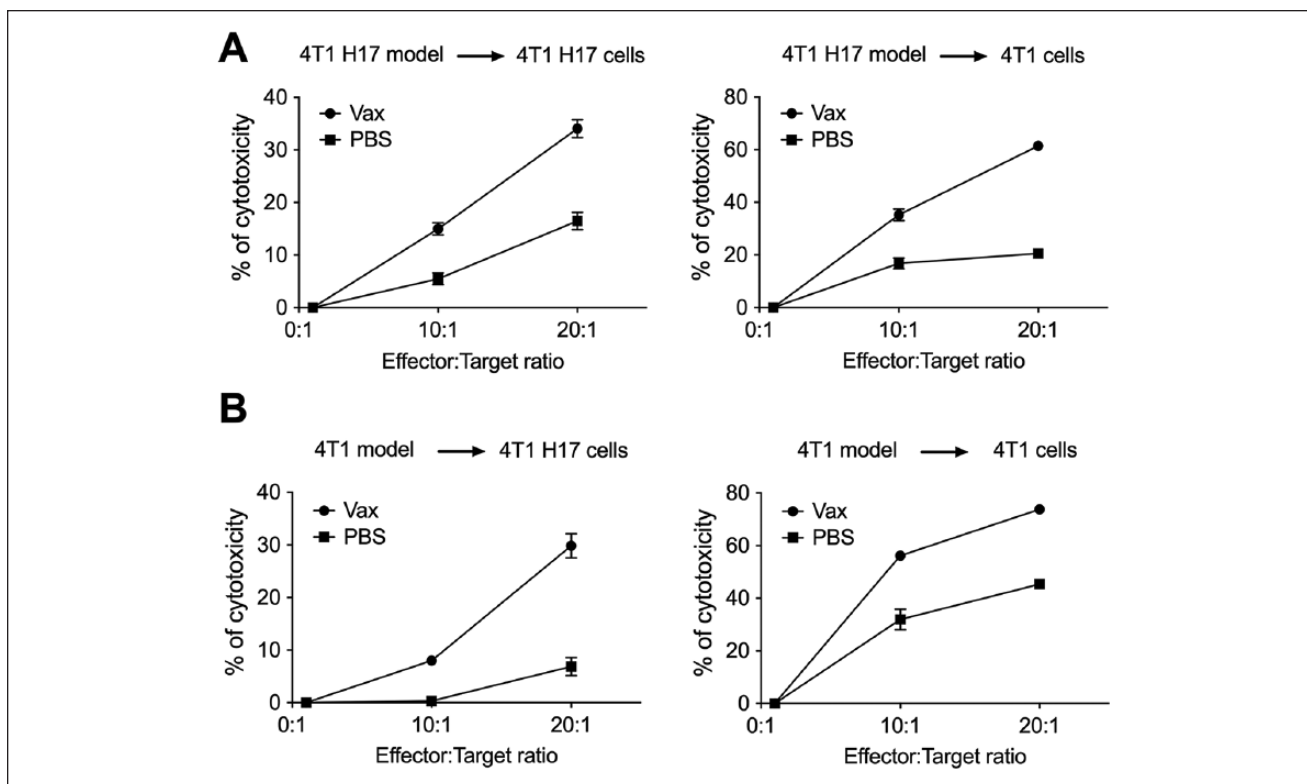 A
4T1 H17 model → 4T1 H17 cells
% of cytotoxicity
40
30
20
10
0
Vax
PBS
0:1 10:1 20:1
Effector:Target ratio
4T1 H17 model → 4T1 cells
% of cytotoxicity
80
60
40
20
0
Vax
PBS
0:1 10:1 20:1
Effector:Target ratio
B
4T1 model → 4T1 H17 cells
% of cytotoxicity
40
30
20
10
0
Vax
PBS
0:1 10:1 20:1
Effector:Target ratio
4T1 model → 4T1 cells
% of cytotoxicity
80
60
40
20
0
Vax
PBS
0:1 10:1 20:1
Effector:Target ratio